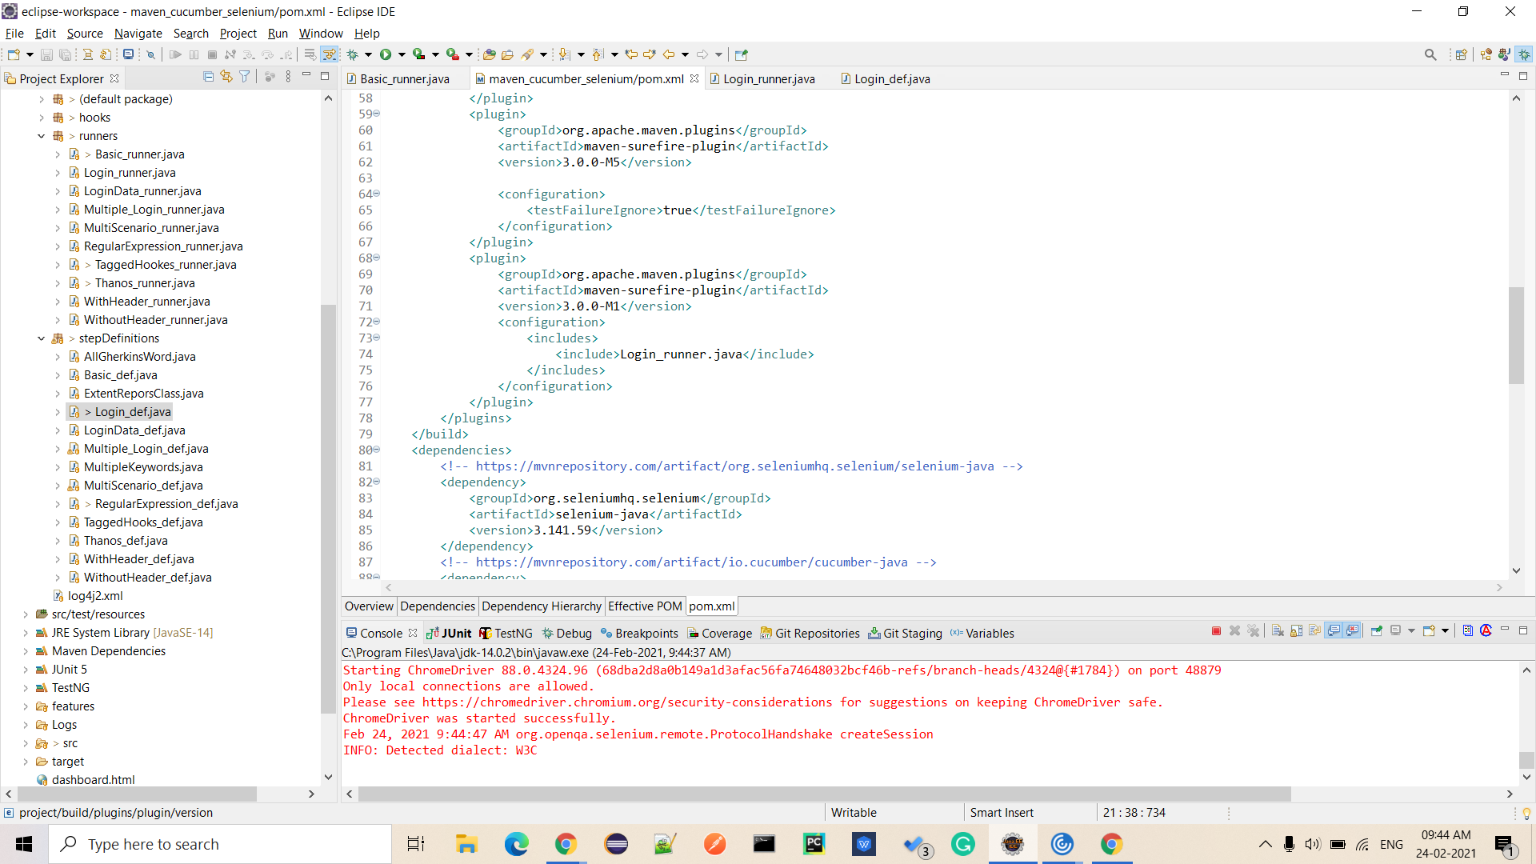 eclipse-workspace - maven_cucumber_selenium/pom.xml - Eclipse IDE
File Edit Source Navigate Search Project Run Window Help
Project Explorer
Basic_runner.java
maven_cucumber_selenium/pom.xml
Login_runner.java
Login_def.java
> (default package)
> hooks
> runners
> Basic_runner.java
Login_runner.java
LoginData_runner.java
Multiple_Login_runner.java
MultiScenario_runner.java
RegularExpression_runner.java
> TaggedHookes_runner.java
> Thanos_runner.java
WithHeader_runner.java
WithoutHeader_runner.java
> stepDefinitions
AllGherkinsWord.java
Basic_def.java
ExtentReporsClass.java
> Login_def.java
LoginData_def.java
Multiple_Login_def.java
MultipleKeywords.java
MultiScenario_def.java
> RegularExpression_def.java
TaggedHooks_def.java
Thanos_def.java
WithHeader_def.java
WithoutHeader_def.java
log4j2.xml
src/test/resources
JRE System Library [JavaSE-14]
Maven Dependencies
JUnit 5
TestNG
features
Logs
> src
target
dashboard.html
58 </plugin>
59 <plugin>
60 <groupId>org.apache.maven.plugins</groupId>
61 <artifactId>maven-surefire-plugin</artifactId>
62 <version>3.0.0-M5</version>
63
64 <configuration>
65 <testFailureIgnore>true</testFailureIgnore>
66 </configuration>
67 </plugin>
68 <plugin>
69 <groupId>org.apache.maven.plugins</groupId>
70 <artifactId>maven-surefire-plugin</artifactId>
71 <version>3.0.0-M1</version>
72 <configuration>
73 <includes>
74 <include>Login_runner.java</include>
75 </includes>
76 </configuration>
77 </plugin>
78 </plugins>
79 </build>
80 <dependencies>
81 <!-- https://mvnrepository.com/artifact/org.seleniumhq.selenium/selenium-java -->
82 <dependency>
83 <groupId>org.seleniumhq.selenium</groupId>
84 <artifactId>selenium-java</artifactId>
85 <version>3.141.59</version>
86 </dependency>
87 <!-- https://mvnrepository.com/artifact/io.cucumber/cucumber-java -->
88 <dependency>
Overview Dependencies Dependency Hierarchy Effective POM pom.xml
Console JUnit TestNG Debug Breakpoints Coverage Git Repositories Git Staging Variables
C:\Program Files\Java\jdk-14.0.2\bin\javaw.exe (24-Feb-2021, 9:44:37 AM)
Starting ChromeDriver 88.0.4324.96 (68dba2d8a0b149a1d3afac56fa74648032bcf46b-refs/branch-heads/4324@{#1784}) on port 48879
Only local connections are allowed.
Please see https://chromedriver.chromium.org/security-considerations for suggestions on keeping ChromeDriver safe.
ChromeDriver was started successfully.
Feb 24, 2021 9:44:47 AM org.openqa.selenium.remote.ProtocolHandshake createSession
INFO: Detected dialect: W3C
project/build/plugins/plugin/version
Writable
Smart Insert
21 : 38 : 734
Type here to search
3
ENG
09:44 AM
24-02-2021
1